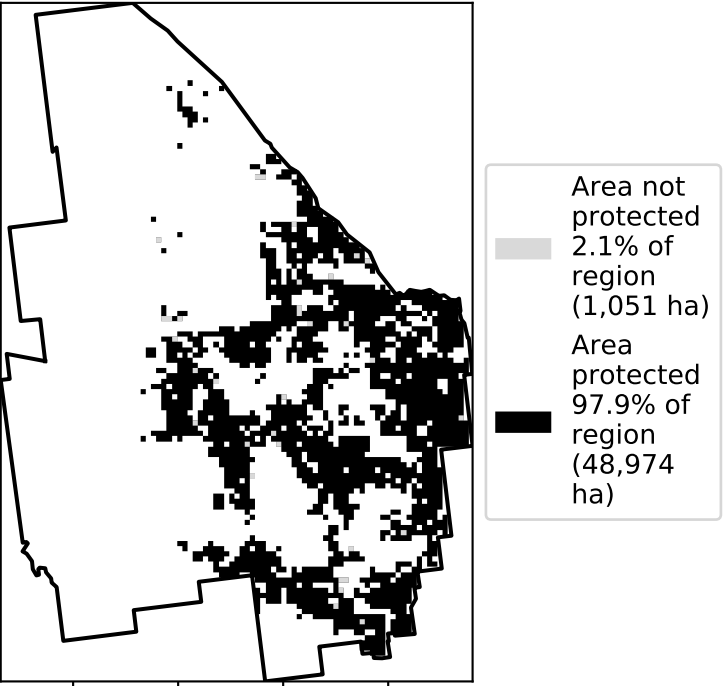 Area not
protected
2.1% of
region
(1,051 ha)
Area
protected
97.9% of
region
(48,974
ha)